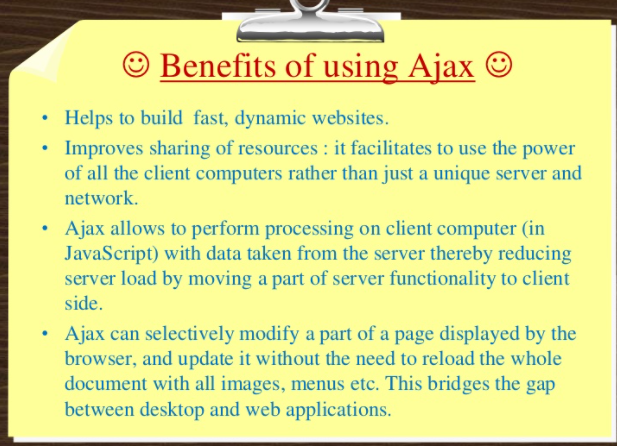 ☺ Benefits of using Ajax ☺
• Helps to build fast, dynamic websites.
• Improves sharing of resources : it facilitates to use the power
of all the client computers rather than just a unique server and
network.
• Ajax allows to perform processing on client computer (in
JavaScript) with data taken from the server thereby reducing
server load by moving a part of server functionality to client
side.
• Ajax can selectively modify a part of a page displayed by the
browser, and update it without the need to reload the whole
document with all images, menus etc. This bridges the gap
between desktop and web applications.